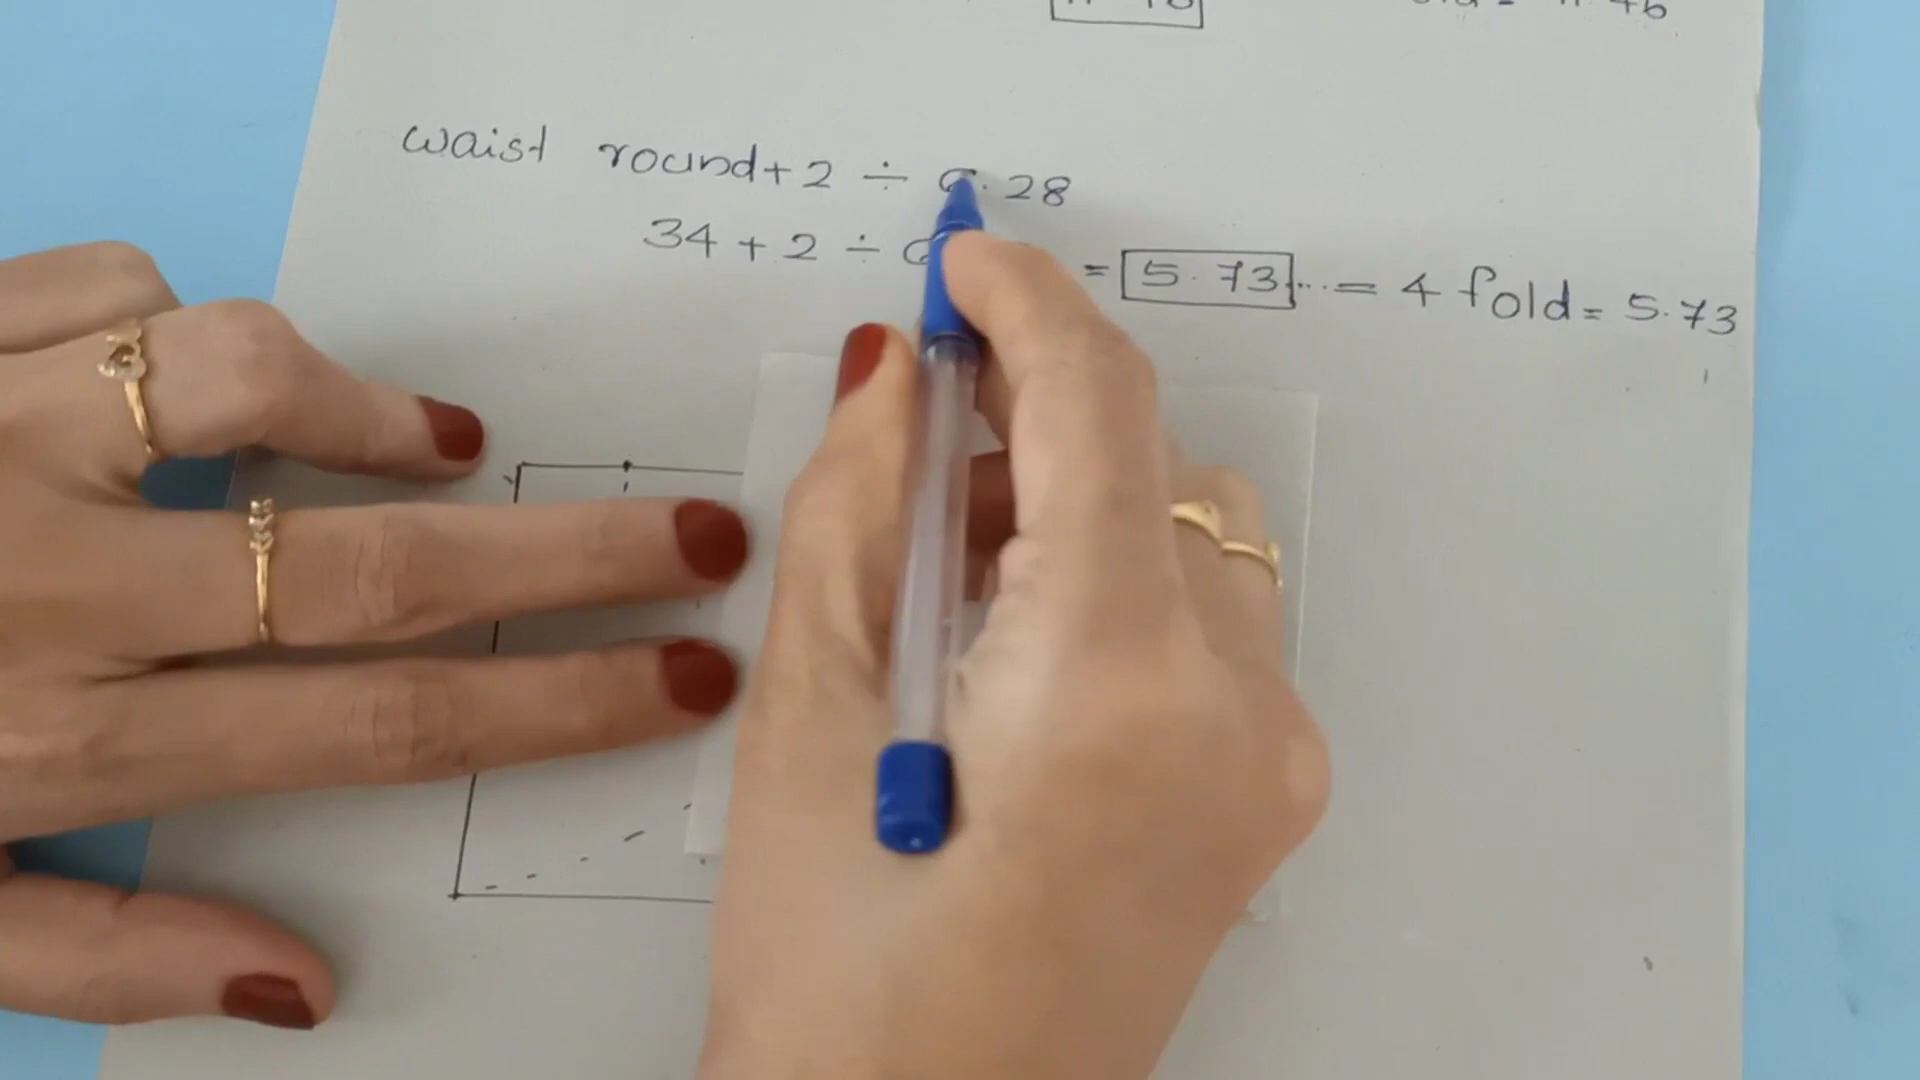 waist round + 2 ÷ 6.28
34 + 2 ÷ = 5.73... = 4 fold = 5.73